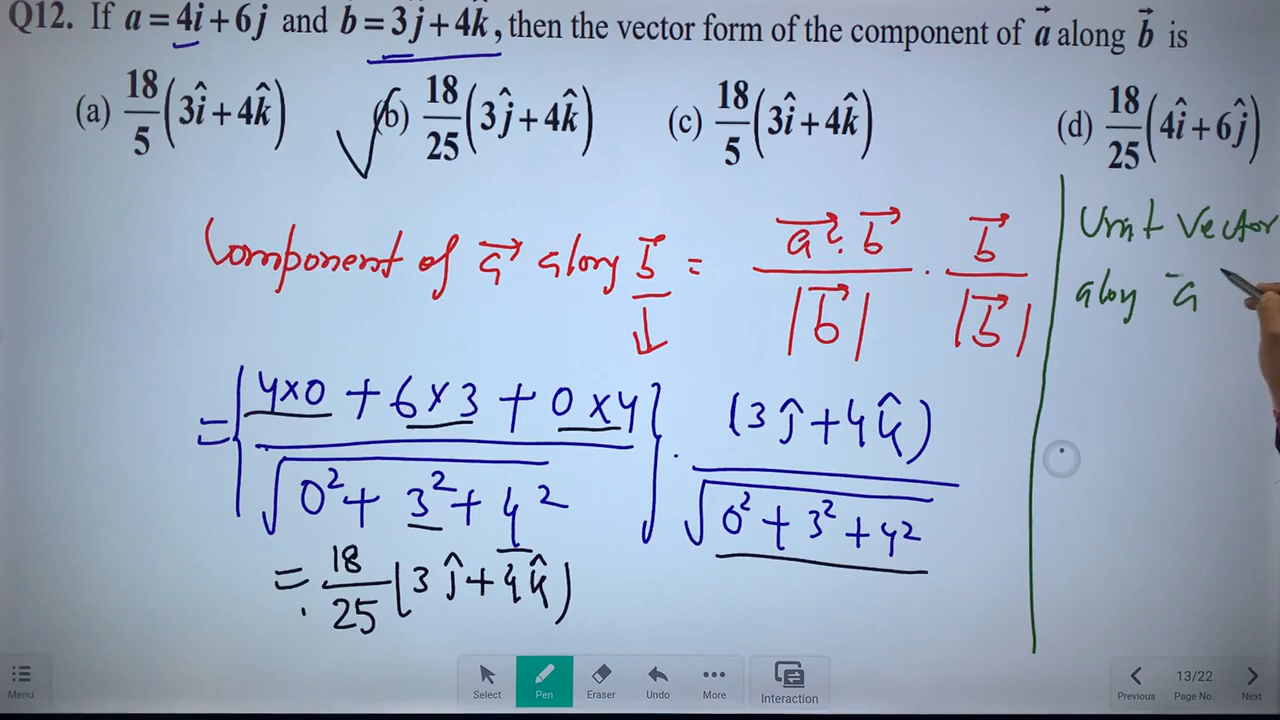 Q12. If a = 4i + 6j and b = 3j + 4k, then the vector form of the component of a⃗ along b⃗ is
(a) 18/5 (3î + 4k̂) (b) 18/25 (3ĵ + 4k̂) (c) 18/5 (3î + 4k̂) (d) 18/25 (4î + 6ĵ)
Component of a⃗ along b⃗ = a⃗ . b⃗ / |b⃗| . b⃗ / |b⃗|
Unit Vector
along a
= {4×0 + 6×3 + 0×4 / √0² + 3² + 4²} . (3ĵ + 4k̂) / √0² + 3² + 4²
= 18/25 (3ĵ + 4k̂)
Menu
Select
Pen
Eraser
Undo
More
Interaction
Previous
13/22
Page No.
Next